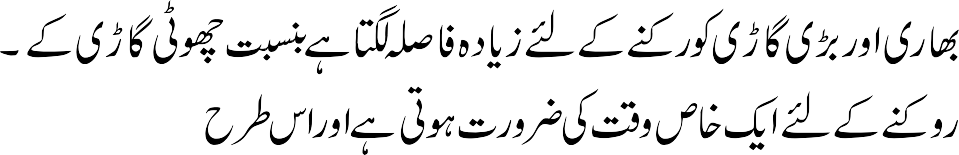 بھاری اور بڑی گاڑی کو رکنے کے لئے زیادہ فاصلہ لگتا ہے بنسبت چھوٹی گاڑی کے ۔
روکنے کے لئے ایک خاص وقت کی ضرورت ہوتی ہے اور اس طرح